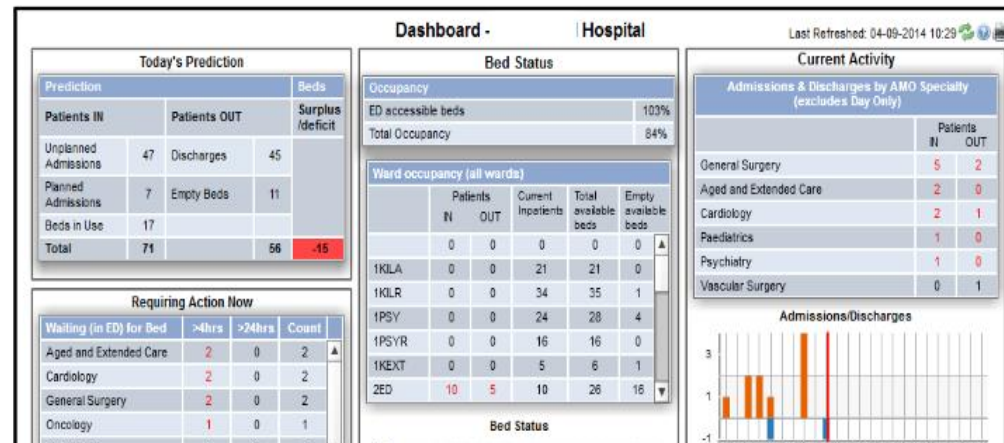 Dashboard - Hospital
Last Refreshed: 04-09-2014 10:29
Today's Prediction
Prediction Beds
Patients IN Patients OUT Surplus /deficit
Unplanned Admissions 47 Discharges 45
Planned Admissions 7 Empty Beds 11
Beds in Use 17
Total 71 56 -15
Requiring Action Now
Waiting (in ED) for Bed >4hrs >24hrs Count
Aged and Extended Care 2 0 2
Cardiology 2 0 2
General Surgery 2 0 2
Oncology 1 0 1
Bed Status
Occupancy
ED accessible beds 103%
Total Occupancy 84%
Ward occupancy (all wards)
Patients Current Inpatients Total available beds Empty available beds
IN OUT
0 0 0 0 0
1KILA 0 0 21 21 0
1KILR 0 0 34 35 1
1PSY 0 0 24 28 4
1PSYR 0 0 16 16 0
1KEXT 0 0 5 6 1
2ED 10 5 10 26 16
Bed Status
Current Activity
Admissions & Discharges by AMO Specialty
(excludes Day Only)
Patients
IN OUT
General Surgery 5 2
Aged and Extended Care 2 0
Cardiology 2 1
Paediatrics 1 0
Psychiatry 1 0
Vascular Surgery 0 1
Admissions/Discharges
3
1
-1